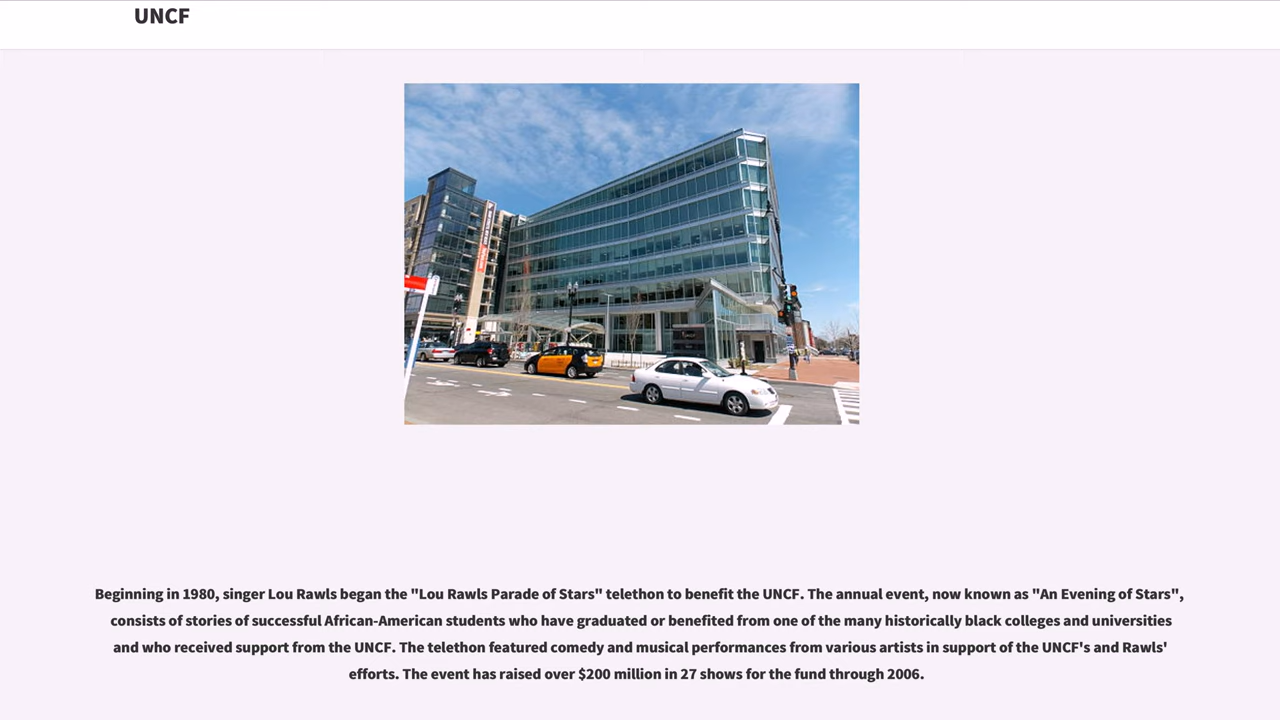 UNCF
Beginning in 1980, singer Lou Rawls began the "Lou Rawls Parade of Stars" telethon to benefit the UNCF. The annual event, now known as "An Evening of Stars",
consists of stories of successful African-American students who have graduated or benefited from one of the many historically black colleges and universities
and who received support from the UNCF. The telethon featured comedy and musical performances from various artists in support of the UNCF's and Rawls'
efforts. The event has raised over $200 million in 27 shows for the fund through 2006.